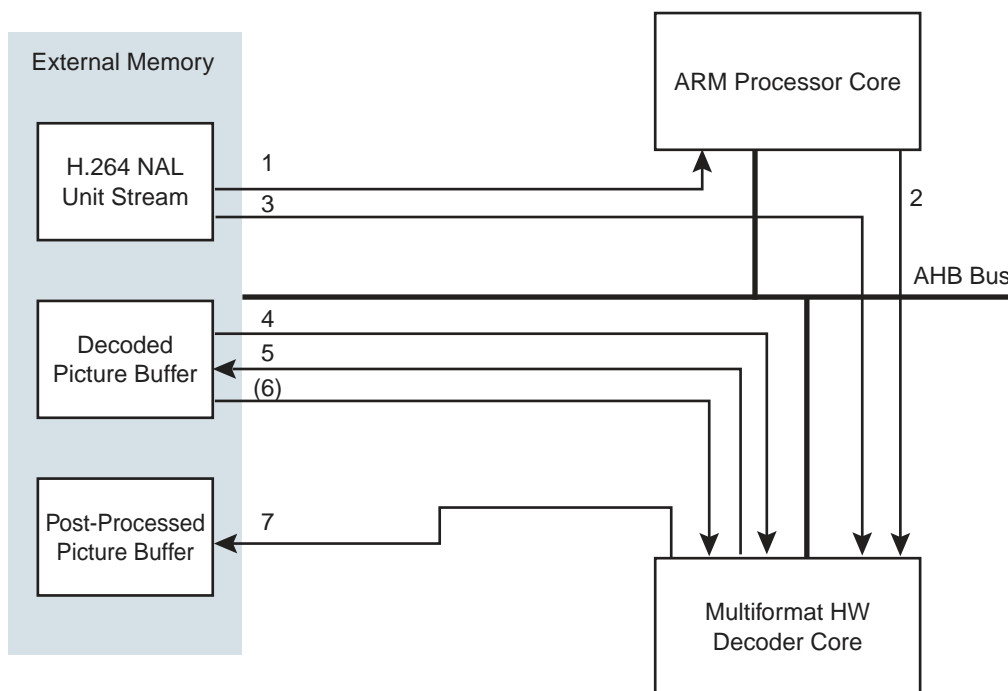 External Memory
ARM Processor Core
H.264 NAL
Unit Stream
1
3
2
AHB Bus
Decoded
Picture Buffer
4
5
(6)
Post-Processed
Picture Buffer
7
Multiformat HW
Decoder Core